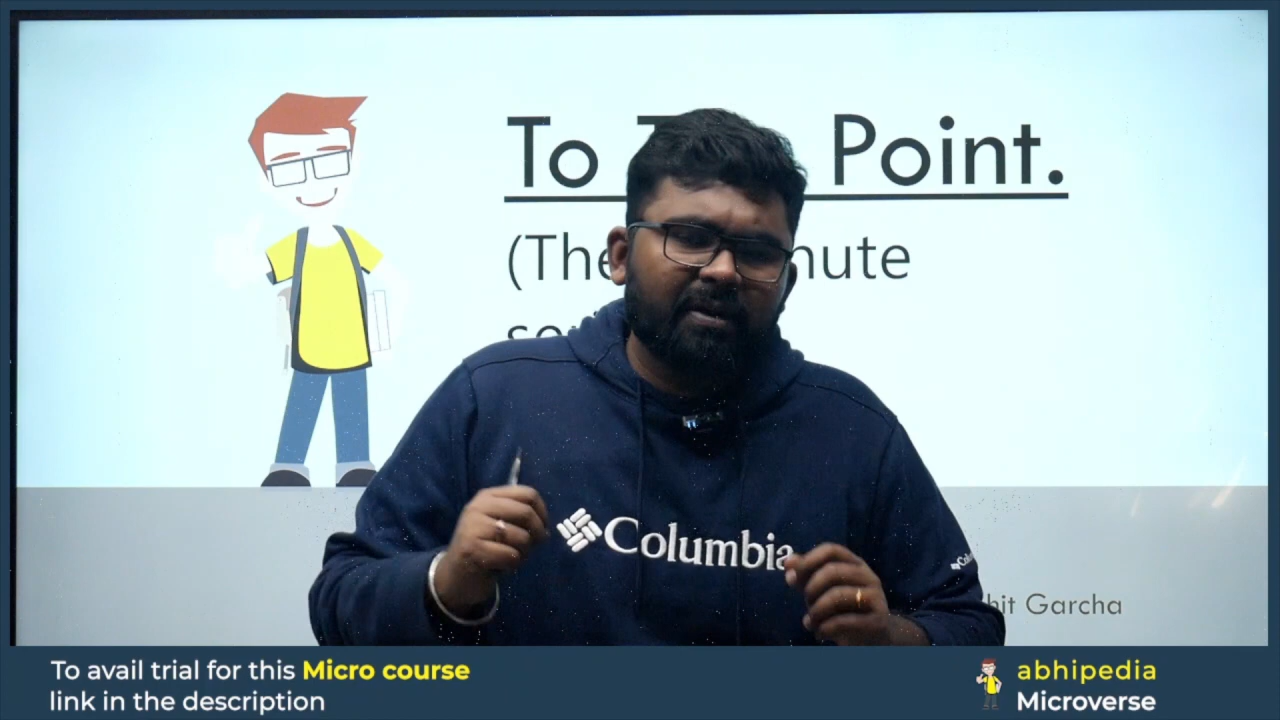 To Point.
(The nute
Columbia
hit Garcha
To avail trial for this Micro course
link in the description
abhipedia
Microverse